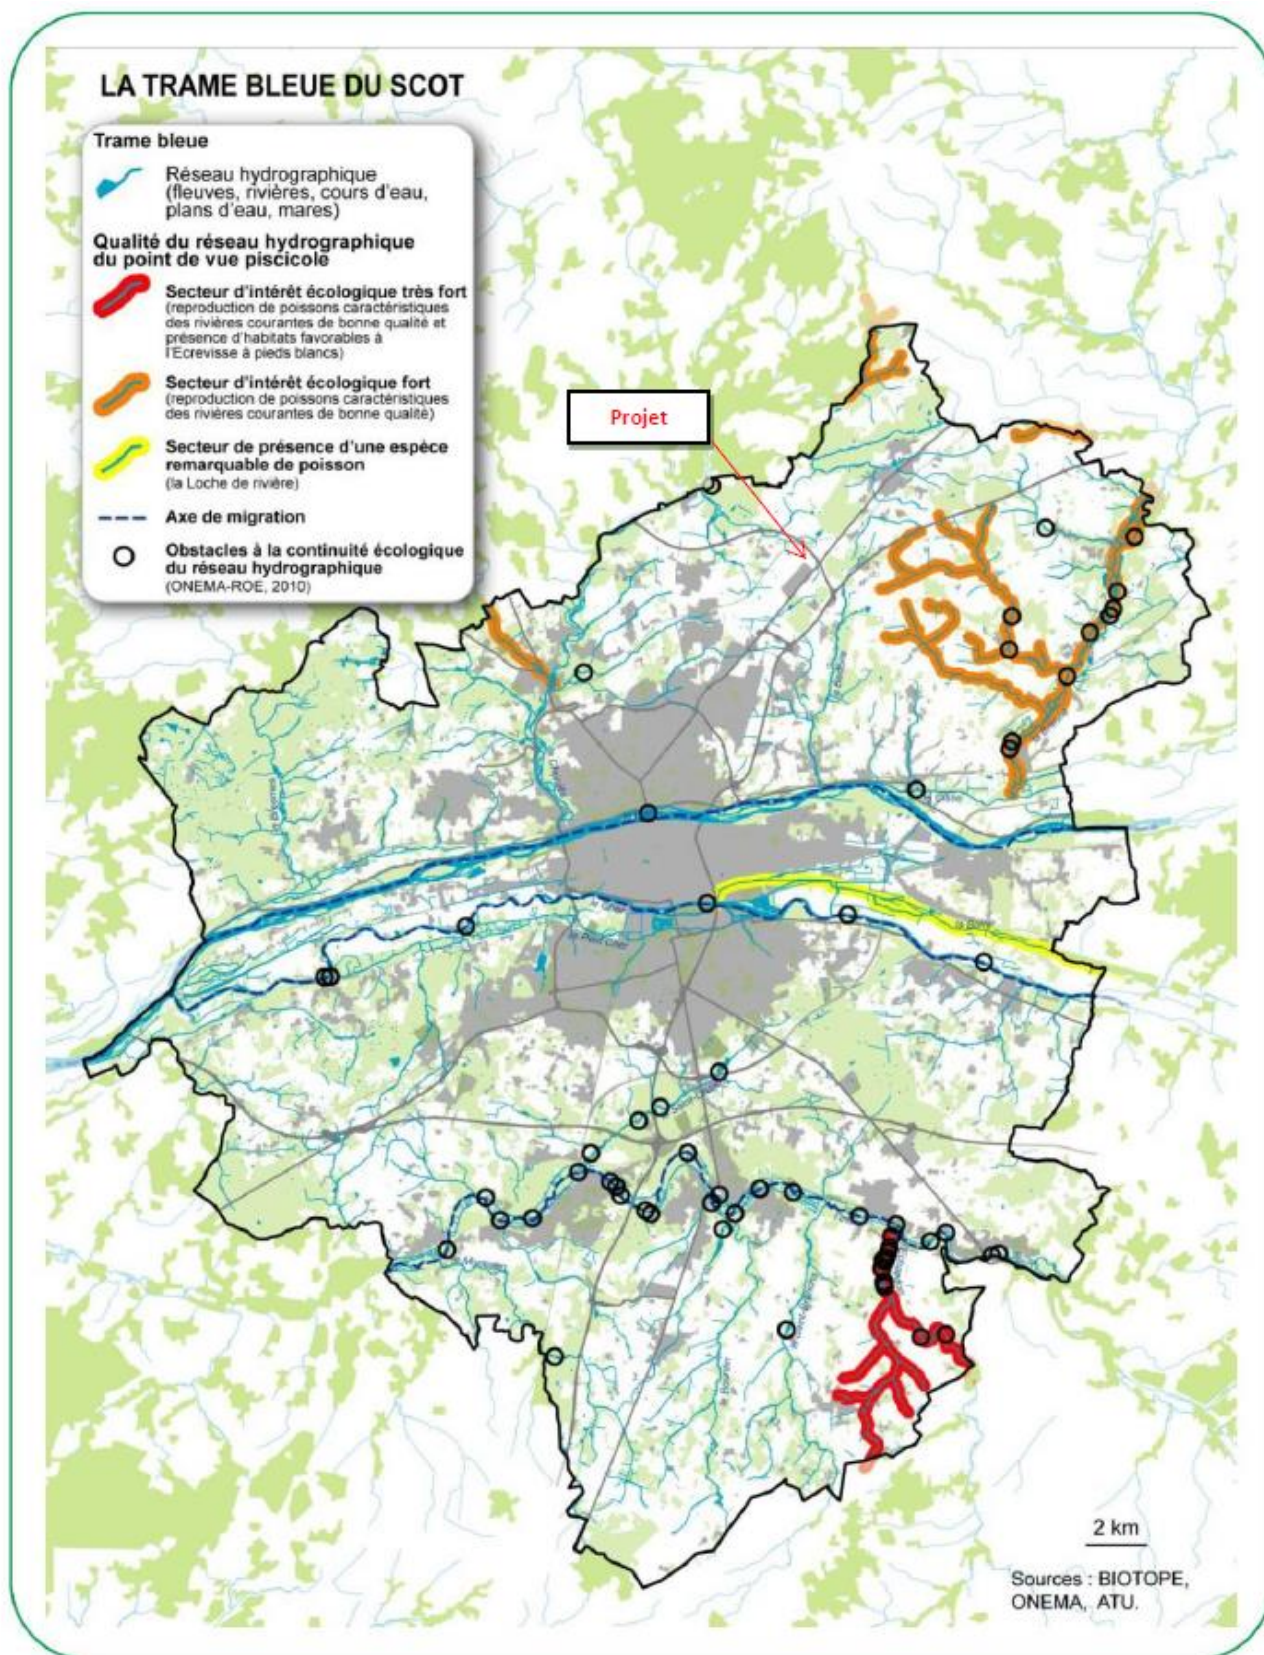 LA TRAME BLEUE DU SCOT
Trame bleue
Réseau hydrographique
(fleuves, rivières, cours d'eau,
plans d'eau, mares)
Qualité du réseau hydrographique
du point de vue piscicole
Secteur d'intérêt écologique très fort
(reproduction de poissons caractéristiques
des rivières courantes de bonne qualité et
présence d'habitats favorables à
l'Ecrevisse à pieds blancs)
Secteur d'intérêt écologique fort
(reproduction de poissons caractéristiques
des rivières courantes de bonne qualité)
Secteur de présence d'une espèce
remarquable de poisson
(la Loche de rivière)
Axe de migration
Obstacles à la continuité écologique
du réseau hydrographique
(ONEMA-ROE, 2010)
Projet
2 km
Sources : BIOTOPE,
ONEMA, ATU.